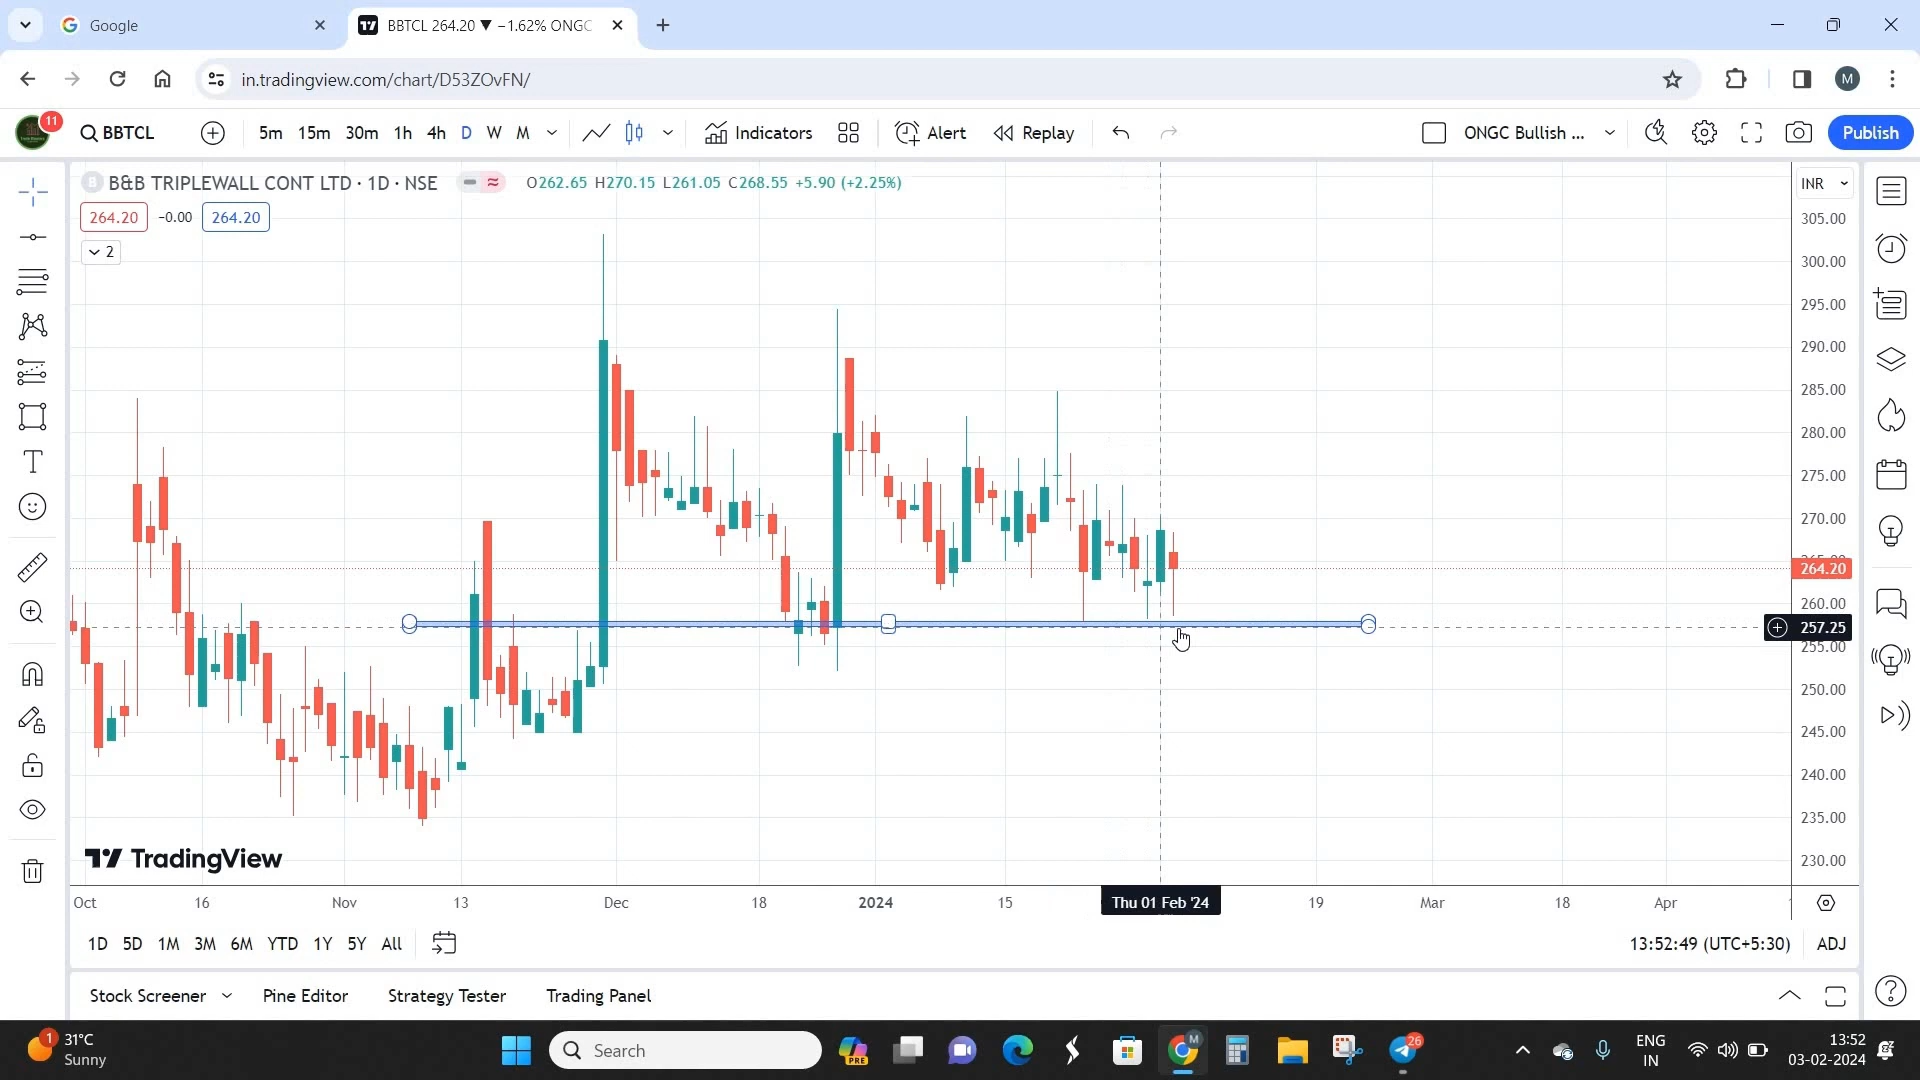 Google
BBTCL 264.20 ▼ −1.62% ONGC
in.tradingview.com/chart/D53ZOvFN/
M
11
BBTCL
5m 15m 30m 1h 4h D W M
Indicators
Alert
Replay
ONGC Bullish ...
Publish
B
B&B TRIPLEWALL CONT LTD · 1D · NSE
O262.65 H270.15 L261.05 C268.55 +5.90 (+2.25%)
INR
264.20 -0.00 264.20
2
305.00
300.00
295.00
290.00
285.00
280.00
275.00
270.00
265.00
264.20
260.00
257.25
255.00
250.00
245.00
240.00
235.00
230.00
TradingView
Oct 16 Nov 13 Dec 18 2024 15 Thu 01 Feb '24 19 Mar 18 Apr
1D 5D 1M 3M 6M YTD 1Y 5Y All
13:52:49 (UTC+5:30) ADJ
Stock Screener Pine Editor Strategy Tester Trading Panel
1
31°C
Sunny
Search
PRE
M
26
ENG
IN
13:52
03-02-2024